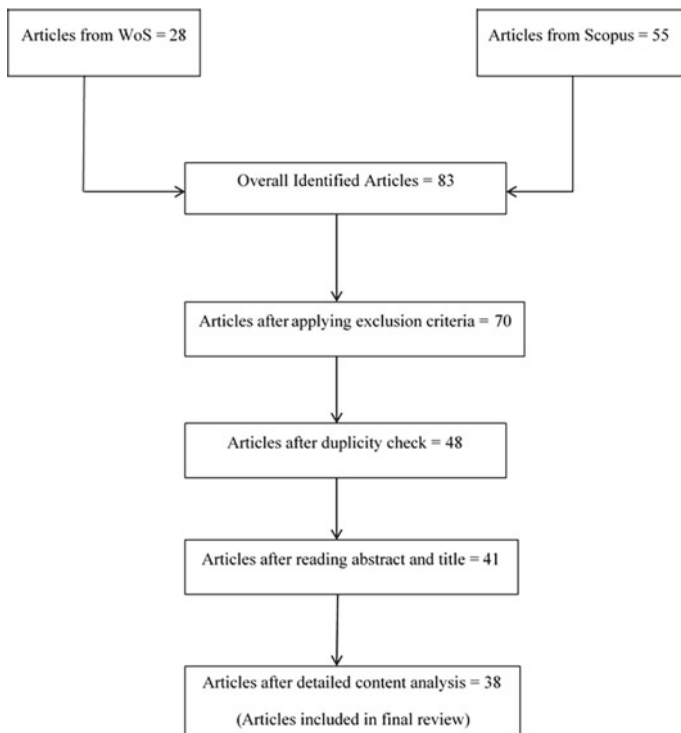 Articles from WoS = 28
Articles from Scopus = 55
Overall Identified Articles = 83
Articles after applying exclusion criteria = 70
Articles after duplicity check = 48
Articles after reading abstract and title = 41
Articles after detailed content analysis = 38
(Articles included in final review)